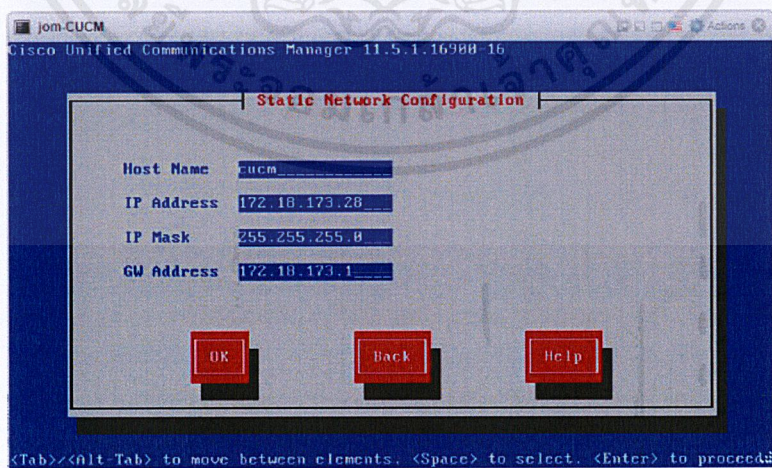 jom-CUCM
Actions
Cisco Unified Communications Manager 11.5.1.16900-16
Static Network Configuration
Host Name cucm
IP Address 172.18.173.28
IP Mask 255.255.255.0
GW Address 172.18.173.1
OK Back Help
<Tab>/<Alt-Tab> to move between elements. <Space> to select. <Enter> to proceed